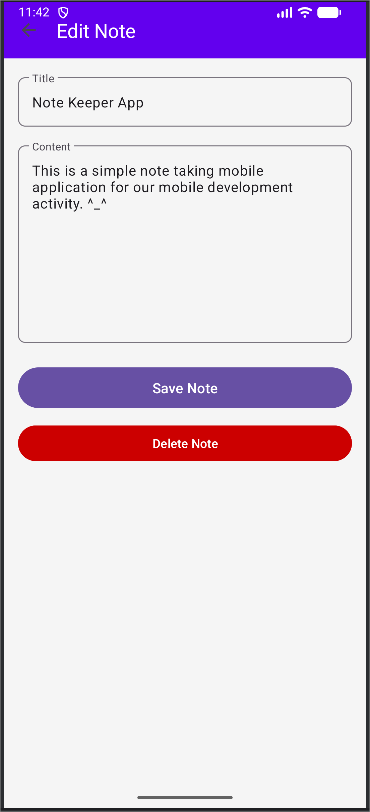 11:42
Edit Note
Title
Note Keeper App
Content
This is a simple note taking mobile
application for our mobile development
activity. ^_^
Save Note
Delete Note